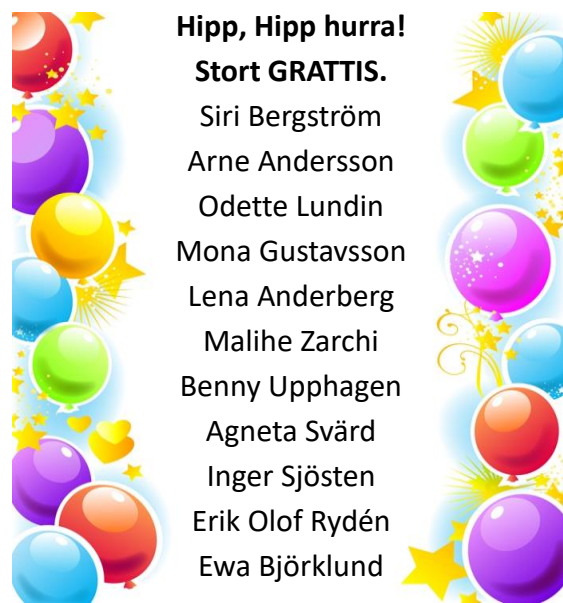 Hipp, Hipp hurra!
Stort GRATTIS.
Siri Bergström
Arne Andersson
Odette Lundin
Mona Gustavsson
Lena Anderberg
Malihe Zarchi
Benny Upphagen
Agneta Svärd
Inger Sjösten
Erik Olof Rydén
Ewa Björklund